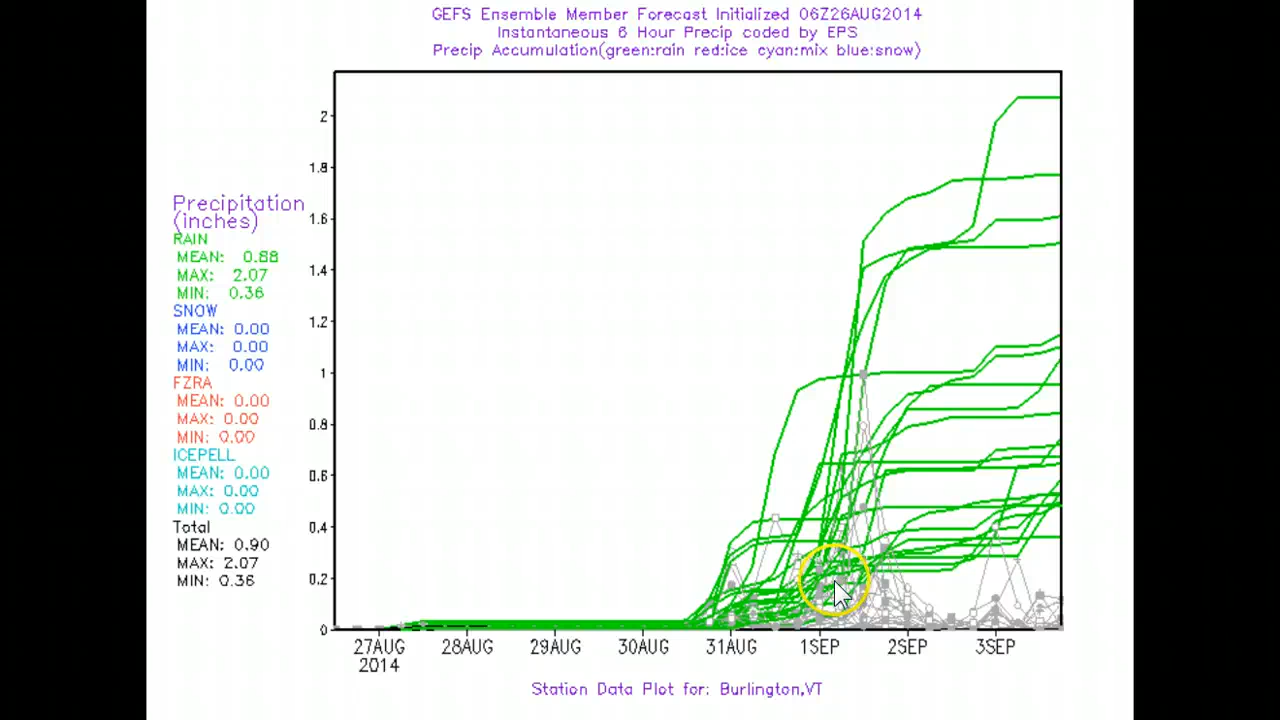 GEFS Ensemble Member Forecast Initialized 06Z26AUG2014
Instantaneous 6 Hour Precip coded by EPS
Precip Accumulation(green:rain red:ice cyan:mix blue:snow)
Precipitation
(inches)
RAIN
MEAN: 0.88
MAX: 2.07
MIN: 0.36
SNOW
MEAN: 0.00
MAX: 0.00
MIN: 0.00
FZRA
MEAN: 0.00
MAX: 0.00
MIN: 0.00
ICEPELL
MEAN: 0.00
MAX: 0.00
MIN: 0.00
Total
MEAN: 0.90
MAX: 2.07
MIN: 0.36
2
1.8
1.6
1.4
1.2
1
0.8
0.6
0.4
0.2
0
27AUG 28AUG 29AUG 30AUG 31AUG 1SEP 2SEP 3SEP
2014
Station Data Plot for: Burlington,VT